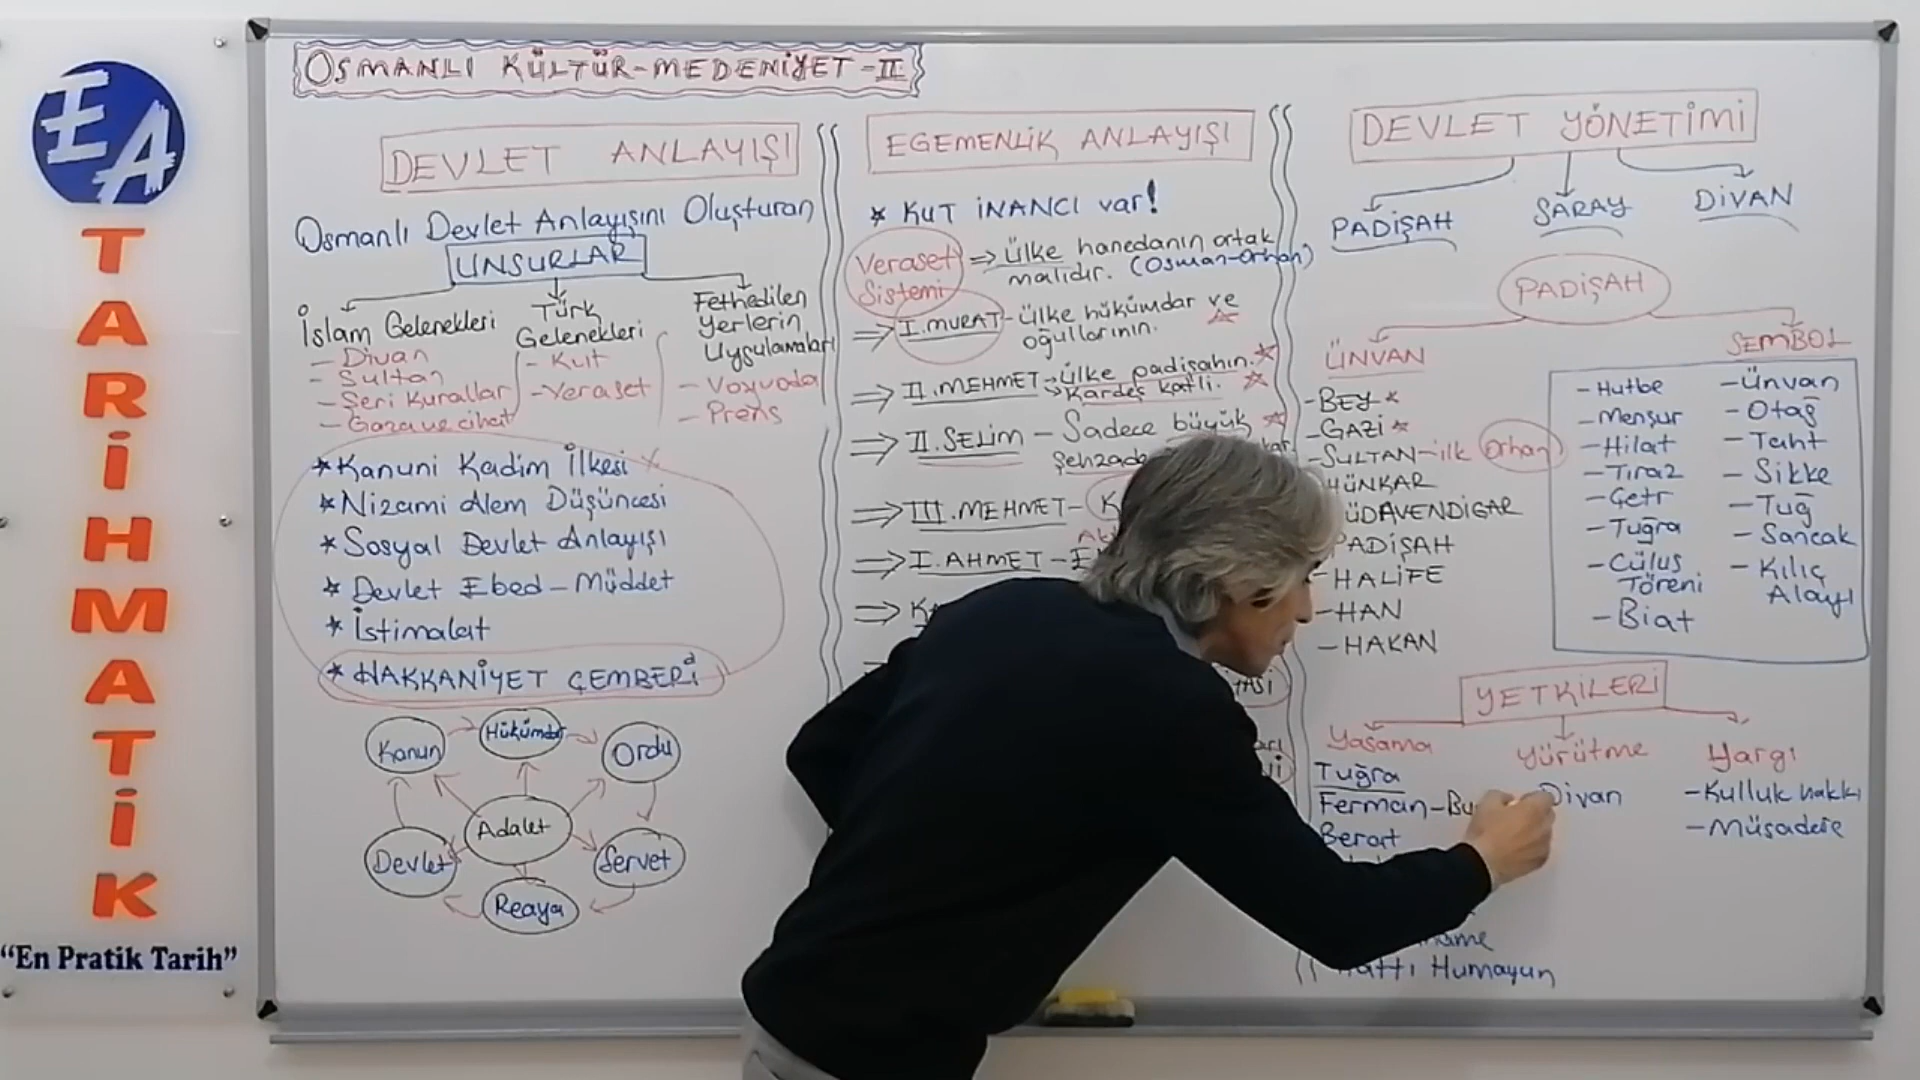 EA
TARİHMATİK
“En Pratik Tarih”
OSMANLI KÜLTÜR-MEDENİYET-II
DEVLET ANLAYIŞI
Osmanlı Devlet Anlayışını Oluşturan
UNSURLAR
İslam Gelenekleri
- Divan
- Sultan
- Şeri Kurallar
- Gaza ve cihat
Türk
Gelenekleri
- Kut
- Veraset
Fethedilen
Yerlerin
Uygulamaları
- Voyvoda
- Prens
* Kanuni Kadim İlkesi
* Nizami Alem Düşüncesi
* Sosyal Devlet Anlayışı
* Devlet Ebed-Müddet
* İstimalat
* HAKKANİYET ÇEMBERİ
Kanun
Hükümdar
Ordu
Adalet
Devlet
Servet
Reaya
EGEMENLİK ANLAYIŞI
* KUT İNANCI var!
Veraset
Sistemi
⇒ Ülke hanedanın ortak
malıdır. (Osman-Orhan)
⇒ I.MURAT - Ülke hükümdar ve
oğullarının.
⇒ II.MEHMET - Ülke padişahın.
Kardeş katli.
⇒ II.SELİM - Sadece büyük
Şehzade
⇒ III.MEHMET -
⇒ I.AHMET -
DEVLET YÖNETİMİ
PADİŞAH
SARAY
DİVAN
PADİŞAH
ÜNVAN
- BEY *
- GAZİ *
- SULTAN - ilk Orhan
HÜNKAR
ÜDAVENDİGAR
PADİŞAH
- HALİFE
- HAN
- HAKAN
SEMBOL
- Hutbe
- Menşur
- Hilat
- Tıraz
- Çetr
- Tuğra
- Cülus
Töreni
- Biat
- Ünvan
- Otağ
- Taht
- Sikke
- Tuğ
- Sancak
- Kılıç
Alayı
YETKİLERİ
Yasama
Tuğra
Ferman - Bu
Berat
Hattı Humayun
Yürütme
Divan
Yargı
- Kulluk hakkı
- Müsadere